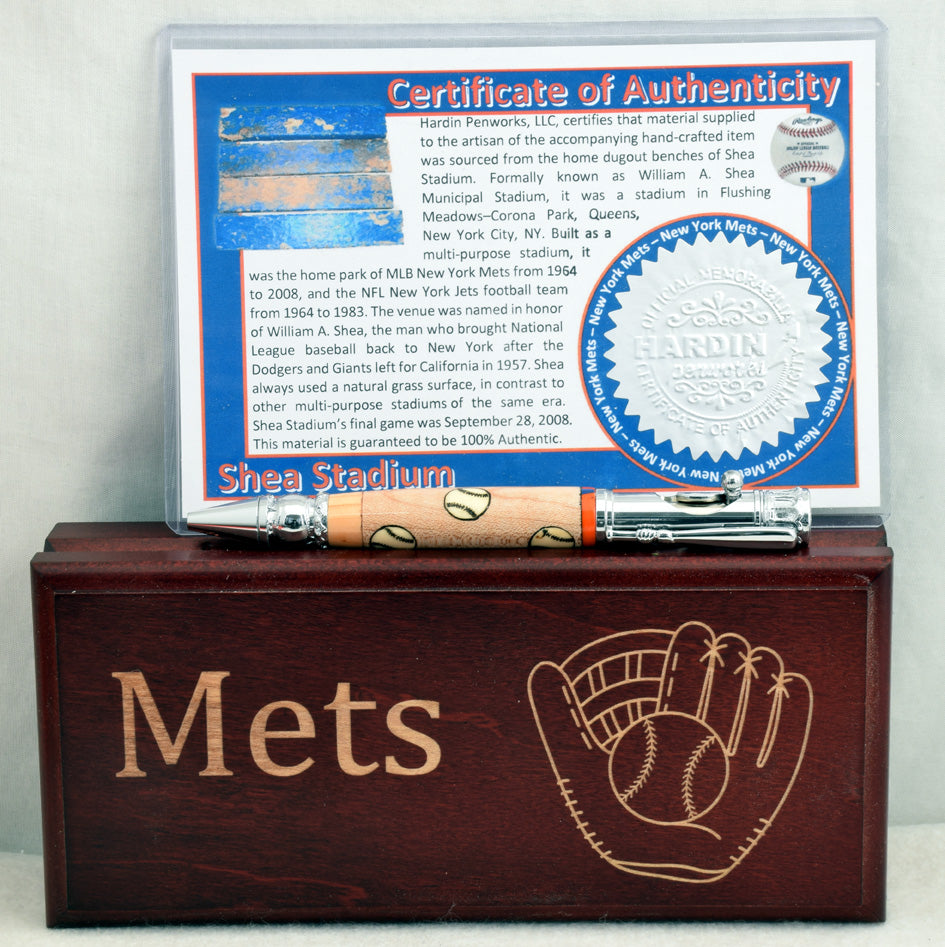 Certificate of Authenticity
Hardin Penworks, LLC, certifies that material supplied
to the artisan of the accompanying hand-crafted item
was sourced from the home dugout benches of Shea
Stadium. Formally known as William A. Shea
Municipal Stadium, it was a stadium in Flushing
Meadows–Corona Park, Queens,
New York City, NY. Built as a
multi-purpose stadium, it
was the home park of MLB New York Mets from 1964
to 2008, and the NFL New York Jets football team
from 1964 to 1983. The venue was named in honor
of William A. Shea, the man who brought National
League baseball back to New York after the
Dodgers and Giants left for California in 1957. Shea
always used a natural grass surface, in contrast to
other multi-purpose stadiums of the same era.
Shea Stadium's final game was September 28, 2008.
This material is guaranteed to be 100% Authentic.
Rawlings
New York Mets – New York Mets – New York Mets – New York Mets – New York Mets –
OFFICIAL MEMORABILIA
HARDIN
penworks
CERTIFICATE OF AUTHENTICITY
Shea Stadium
Mets